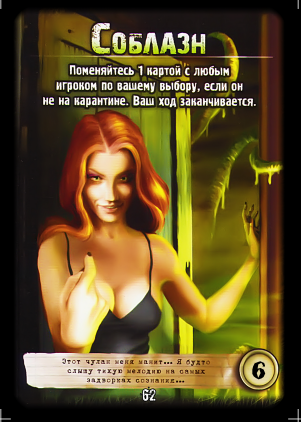 Соблазн
Поменяйтесь 1 картой с любым
игроком по вашему выбору, если он
не на карантине. Ваш ход заканчивается.
Этот чулан меня манит... Я будто
слышу тихую мелодию на самых
задворках сознания...
6
62